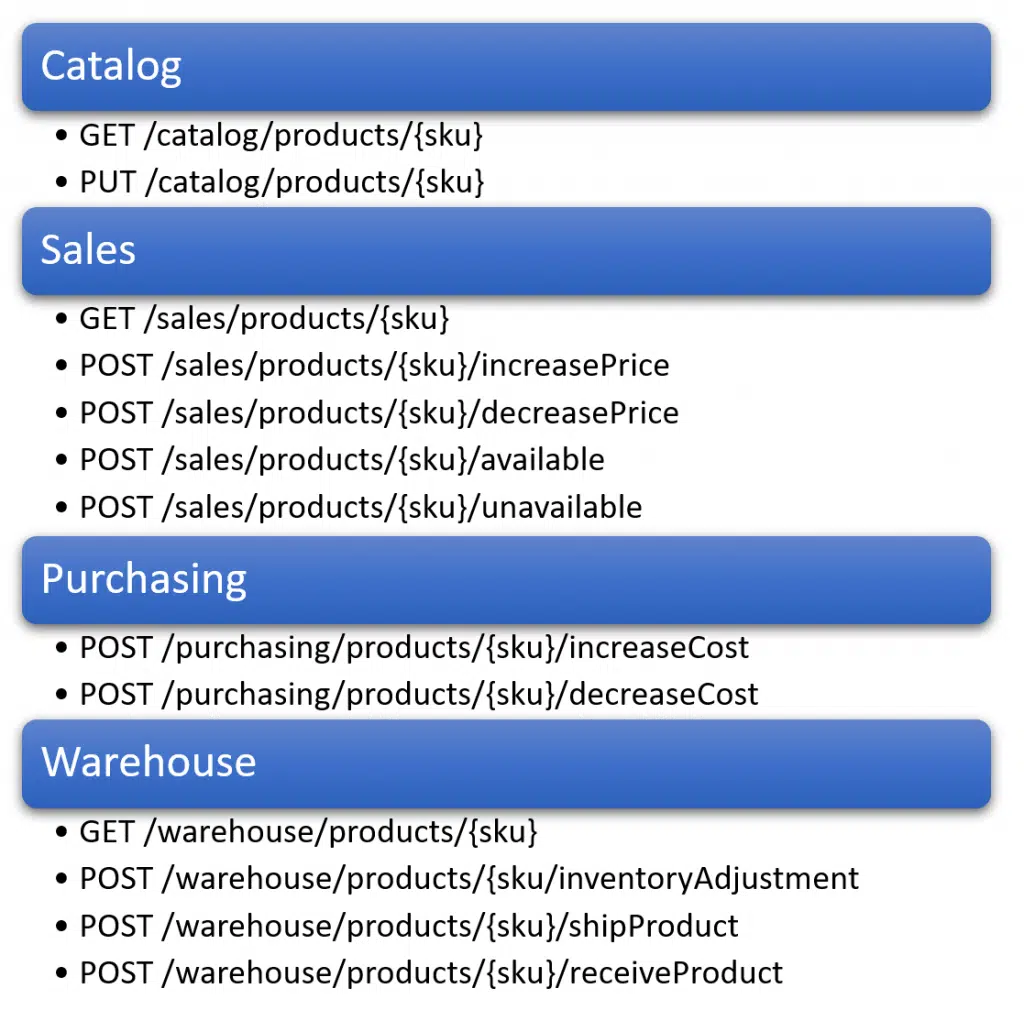 Catalog
• GET /catalog/products/{sku}
• PUT /catalog/products/{sku}
Sales
• GET /sales/products/{sku}
• POST /sales/products/{sku}/increasePrice
• POST /sales/products/{sku}/decreasePrice
• POST /sales/products/{sku}/available
• POST /sales/products/{sku}/unavailable
Purchasing
• POST /purchasing/products/{sku}/increaseCost
• POST /purchasing/products/{sku}/decreaseCost
Warehouse
• GET /warehouse/products/{sku}
• POST /warehouse/products/{sku/inventoryAdjustment
• POST /warehouse/products/{sku}/shipProduct
• POST /warehouse/products/{sku}/receiveProduct